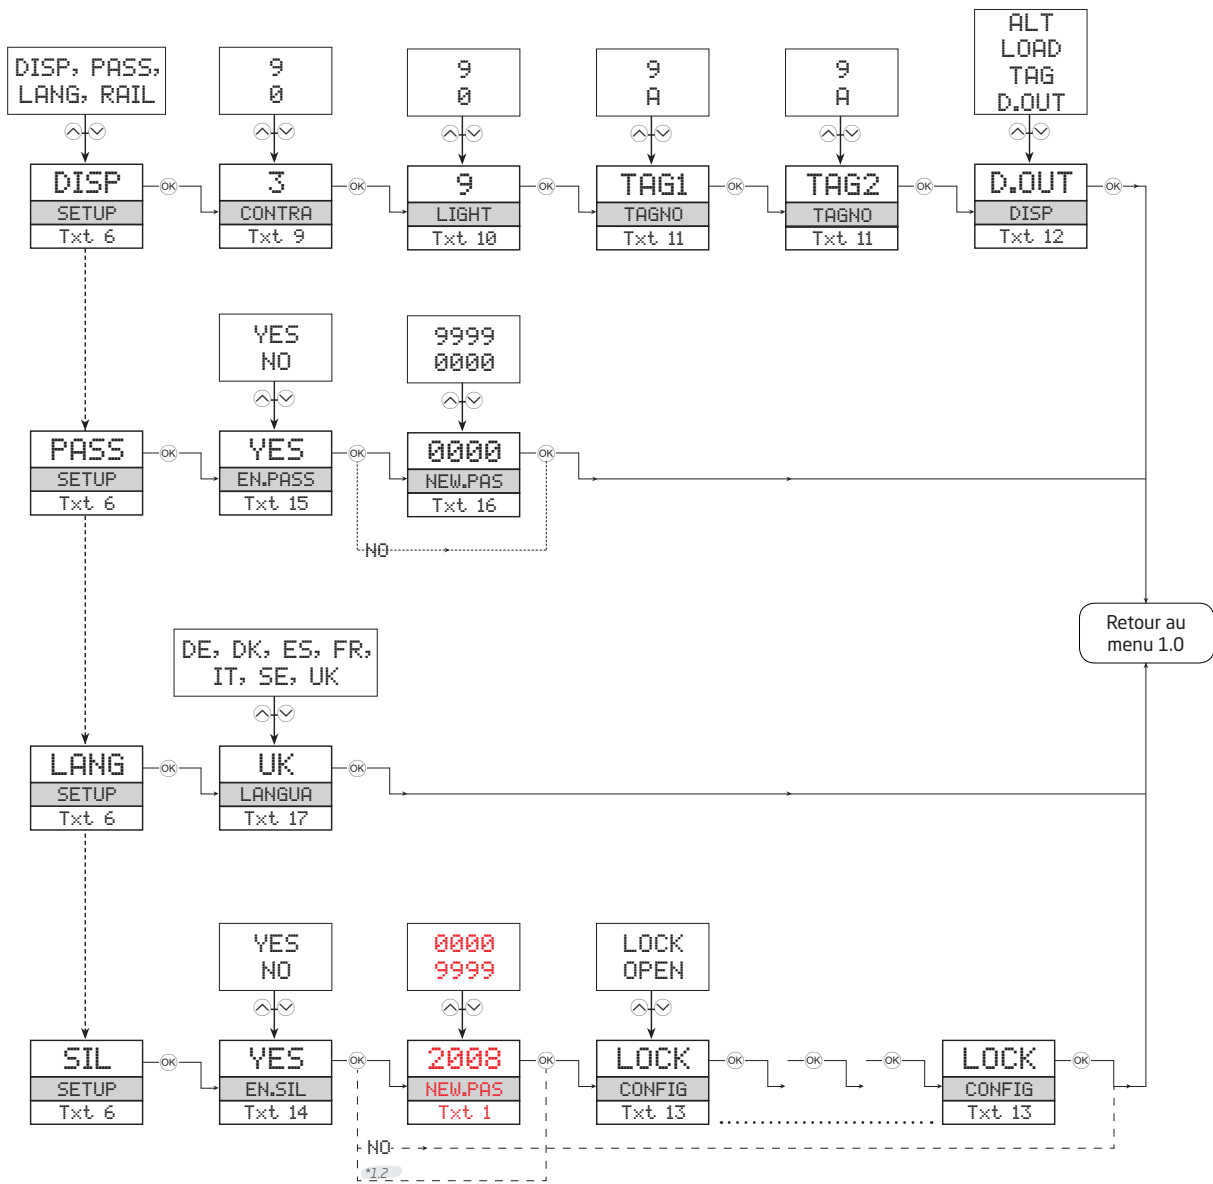 DISP, PASS,
LANG, RAIL
9
0
9
0
9
A
9
A
ALT
LOAD
TAG
D.OUT
DISP
SETUP
Txt 6
OK
3
CONTRA
Txt 9
OK
9
LIGHT
Txt 10
OK
TAG1
TAGNO
Txt 11
OK
TAG2
TAGNO
Txt 11
OK
D.OUT
DISP
Txt 12
OK
YES
NO
9999
0000
PASS
SETUP
Txt 6
OK
YES
EN.PASS
Txt 15
OK
0000
NEW.PAS
Txt 16
OK
NO
Retour au
menu 1.0
DE, DK, ES, FR,
IT, SE, UK
LANG
SETUP
Txt 6
OK
UK
LANGUA
Txt 17
OK
YES
NO
0000
9999
LOCK
OPEN
SIL
SETUP
Txt 6
OK
YES
EN.SIL
Txt 14
OK
2008
NEW.PAS
Txt 1
OK
LOCK
CONFIG
Txt 13
OK
OK
OK
LOCK
CONFIG
Txt 13
OK
NO
*1.2